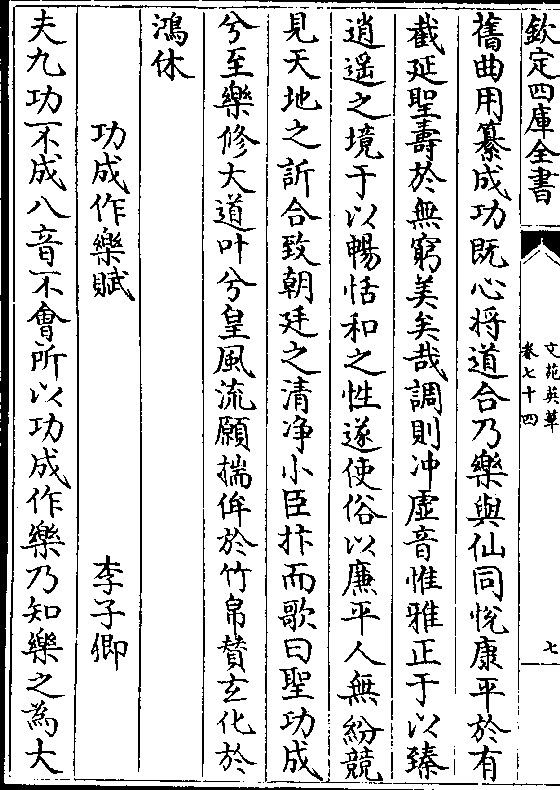 欽定四庫全書
文苑英華
卷七十四
七
舊曲用纂成功既心将道合乃樂與仙同恱康平於有
截延聖壽於無窮美矣哉調則冲虛音惟雅正于以臻
逍遥之境于以暢恬和之性遂使俗以廉平人無紛競
見天地之訢合致朝廷之清净小臣抃而歌曰聖功成
兮至樂修大道叶兮皇風流願揣侔於竹帛賛玄化於
鴻休
功成作樂賦 李子卿
夫九功不成八音不會所以功成作樂乃知樂之為大